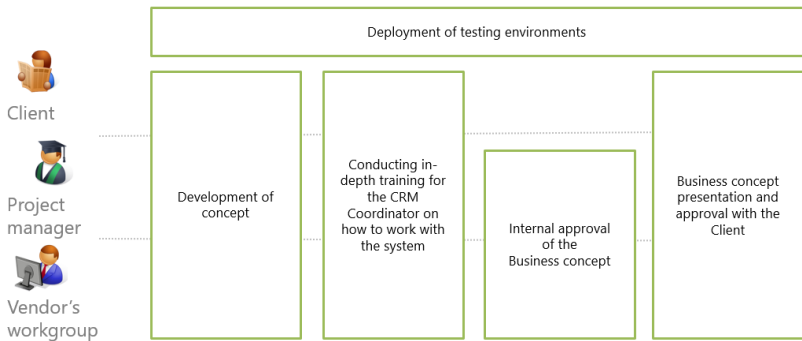 Deployment of testing environments
Client
Project
manager
Vendor's
workgroup
Development of
concept
Conducting in-
depth training for
the CRM
Coordinator on
how to work with
the system
Internal approval
of the
Business concept
Business concept
presentation and
approval with the
Client